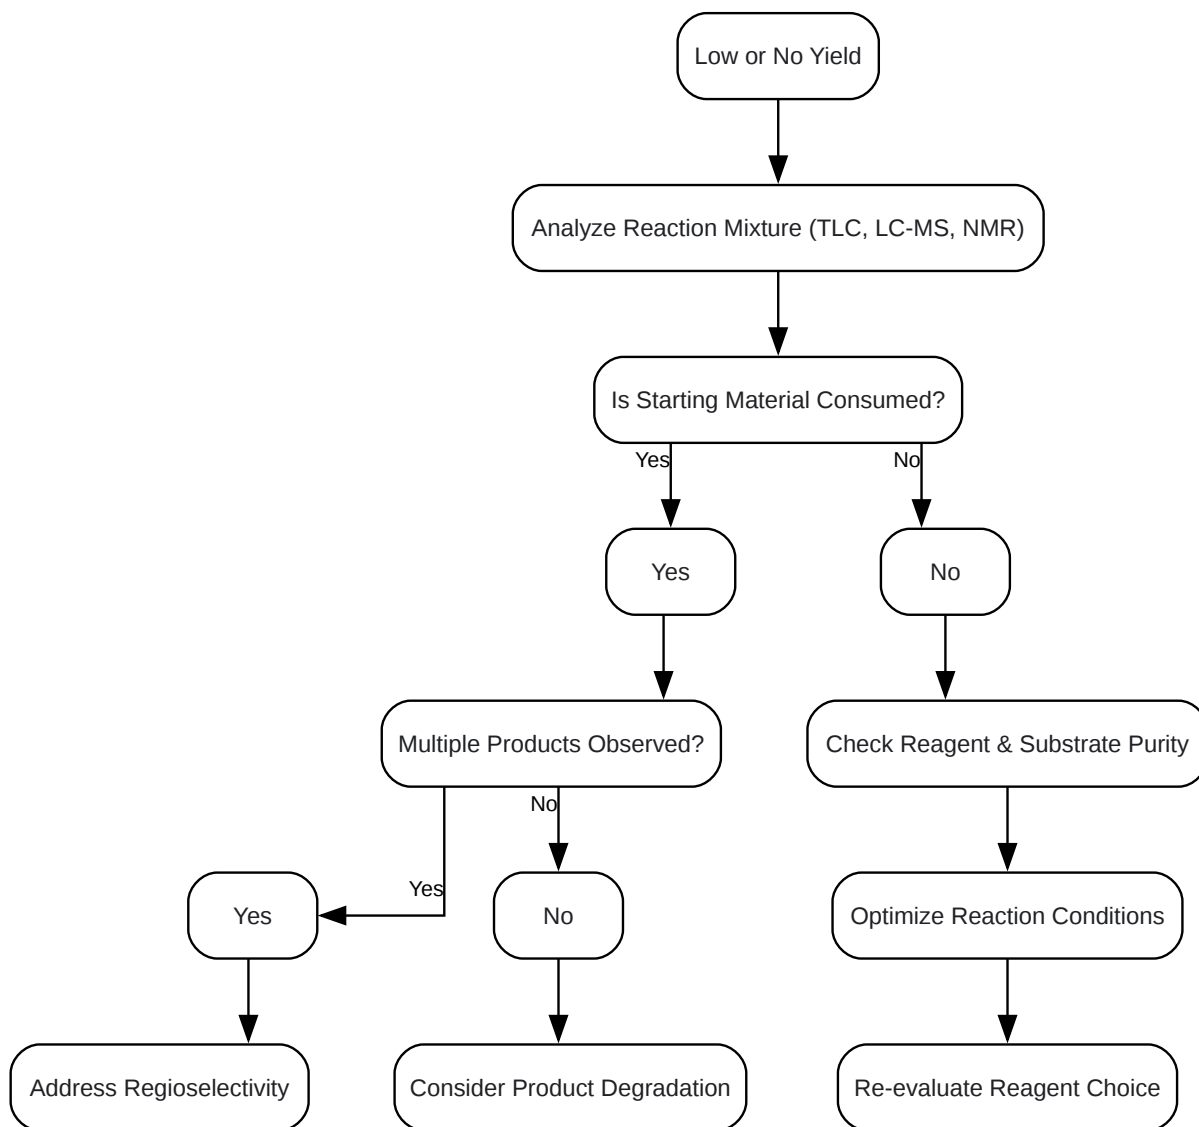 Low or No Yield
Analyze Reaction Mixture (TLC, LC-MS, NMR)
Is Starting Material Consumed?
Yes
No
Yes
No
Multiple Products Observed?
Check Reagent & Substrate Purity
No
Yes
Yes
No
Optimize Reaction Conditions
Address Regioselectivity
Consider Product Degradation
Re-evaluate Reagent Choice